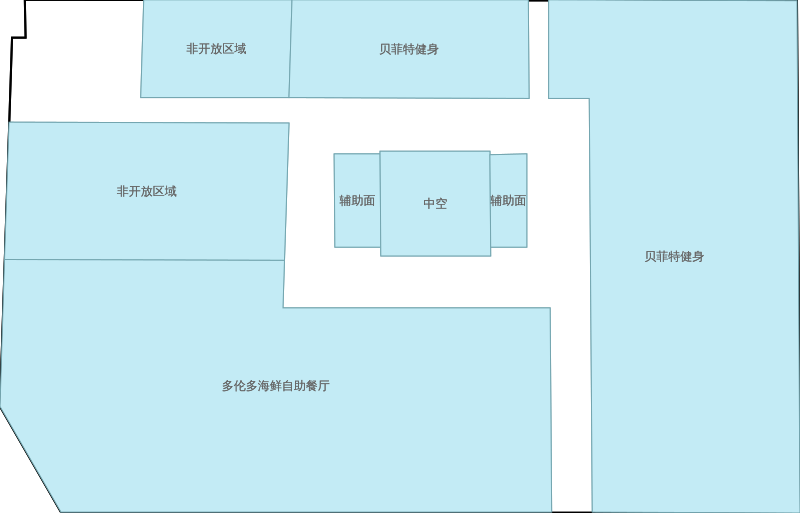 非开放区域
贝菲特健身
非开放区域
辅助面
中空
辅助面
贝菲特健身
多伦多海鲜自助餐厅